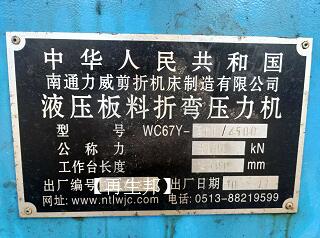 中华人民共和国
南通力威剪折机床制造有限公司
液压板料折弯压力机
型 号 WC67Y-
公 称 力 kN
工作台长度 mm
出厂编号【再生邦】出厂日期
网址:www.ntlwjc.com 电话:0513-88219599